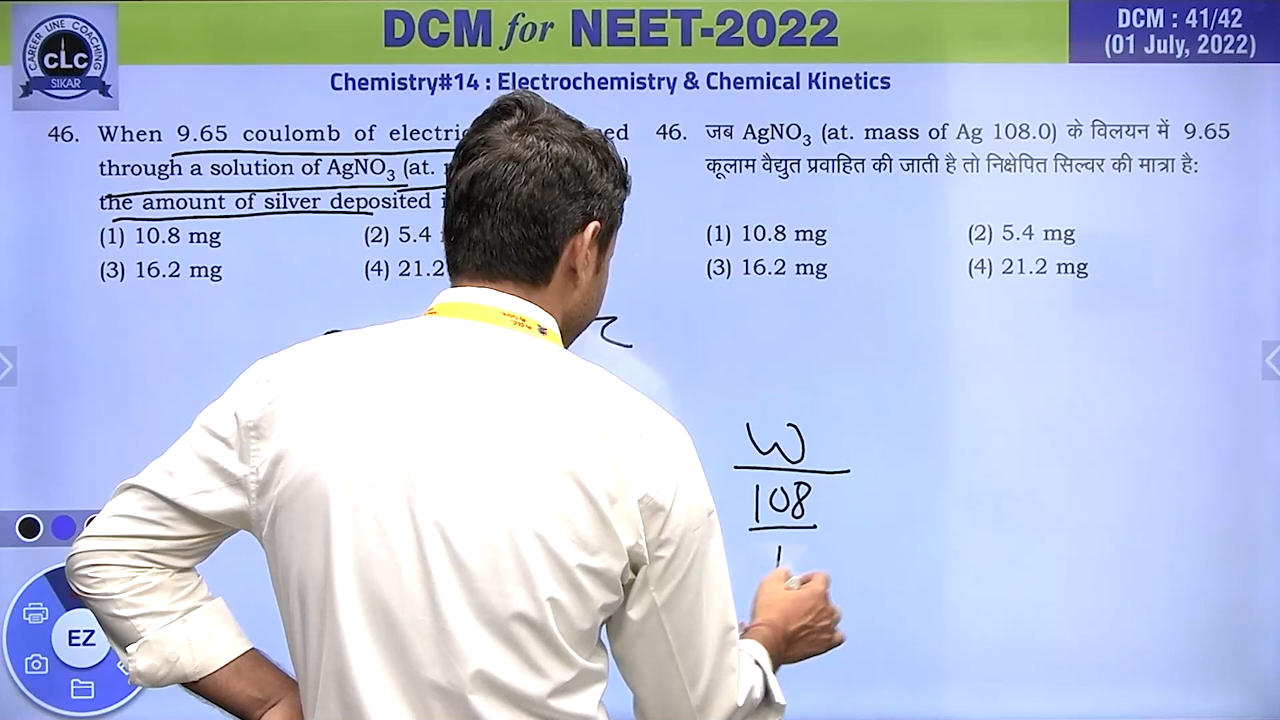 DCM for NEET-2022
DCM : 41/42
(01 July, 2022)
CAREER LINE COACHING
CLC
SIKAR
Chemistry#14 : Electrochemistry & Chemical Kinetics
46. When 9.65 coulomb of
through a solution of AgNO₃ (at.
the amount of silver deposited
(1) 10.8 mg
(2) 5.4
(3) 16.2 mg
(4) 21.2
46. जब AgNO₃ (at. mass of Ag 108.0) के विलयन में 9.65
कूलाम वैद्युत प्रवाहित की जाती है तो निक्षेपित सिल्वर की मात्रा है:
(1) 10.8 mg
(2) 5.4 mg
(3) 16.2 mg
(4) 21.2 mg
W
108
1
EZ